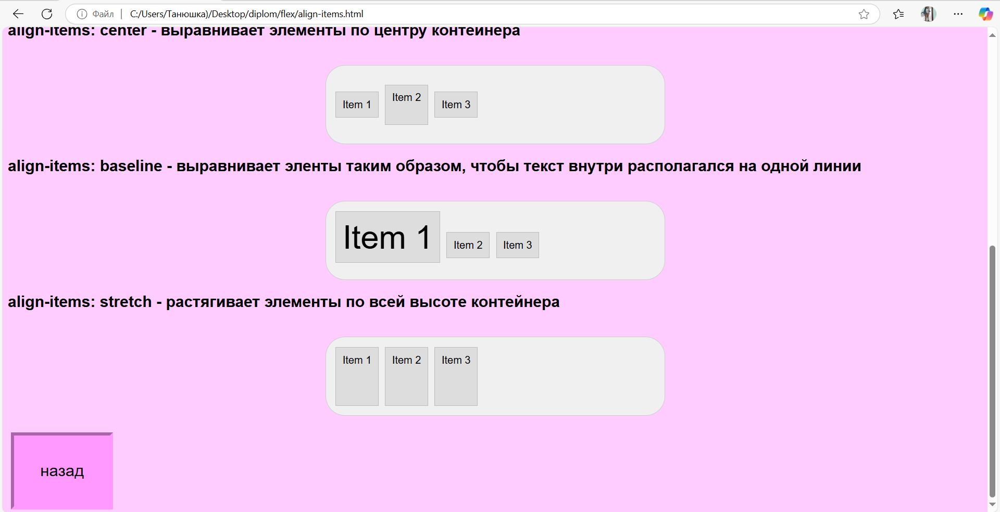 Файл C:/Users/Танюшка)/Desktop/diplom/flex/align-items.html
align-items: center - выравнивает элементы по центру контейнера
Item 1 Item 2 Item 3
align-items: baseline - выравнивает эленты таким образом, чтобы текст внутри располагался на одной линии
Item 1 Item 2 Item 3
align-items: stretch - растягивает элементы по всей высоте контейнера
Item 1 Item 2 Item 3
назад